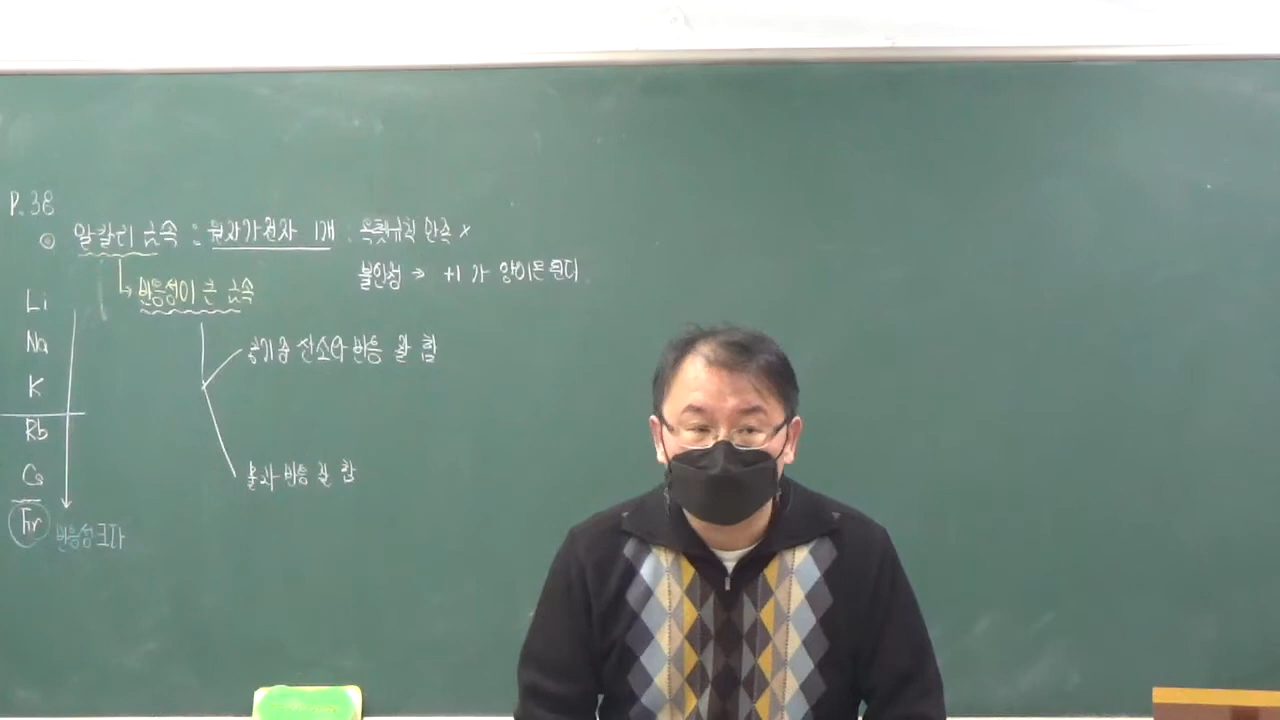 P. 38
◎ 알칼리 금속 : 원자가전자 1개 : 옥텟규칙 만족 ×
불안정 → +1가 양이온 된다.
↳ 반응성이 큰 금속
Li
Na
K
Rb
Cs
Fr
공기중 산소와 반응 잘 함
물과 반응 잘 함
반응성 크다